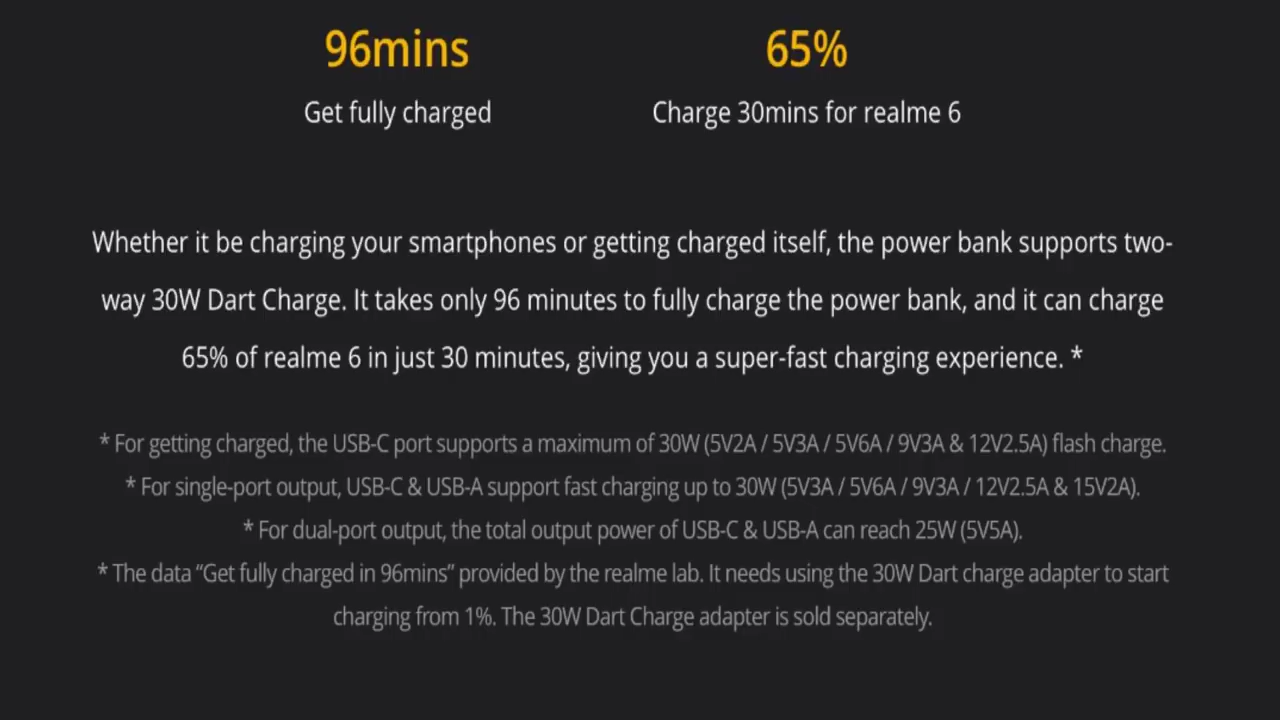 96mins
65%
Get fully charged
Charge 30mins for realme 6
Whether it be charging your smartphones or getting charged itself, the power bank supports two-
way 30W Dart Charge. It takes only 96 minutes to fully charge the power bank, and it can charge
65% of realme 6 in just 30 minutes, giving you a super-fast charging experience. *
* For getting charged, the USB-C port supports a maximum of 30W (5V2A / 5V3A / 5V6A / 9V3A & 12V2.5A) flash charge.
* For single-port output, USB-C & USB-A support fast charging up to 30W (5V3A / 5V6A / 9V3A / 12V2.5A & 15V2A).
* For dual-port output, the total output power of USB-C & USB-A can reach 25W (5V5A).
* The data “Get fully charged in 96mins” provided by the realme lab. It needs using the 30W Dart charge adapter to start
charging from 1%. The 30W Dart Charge adapter is sold separately.